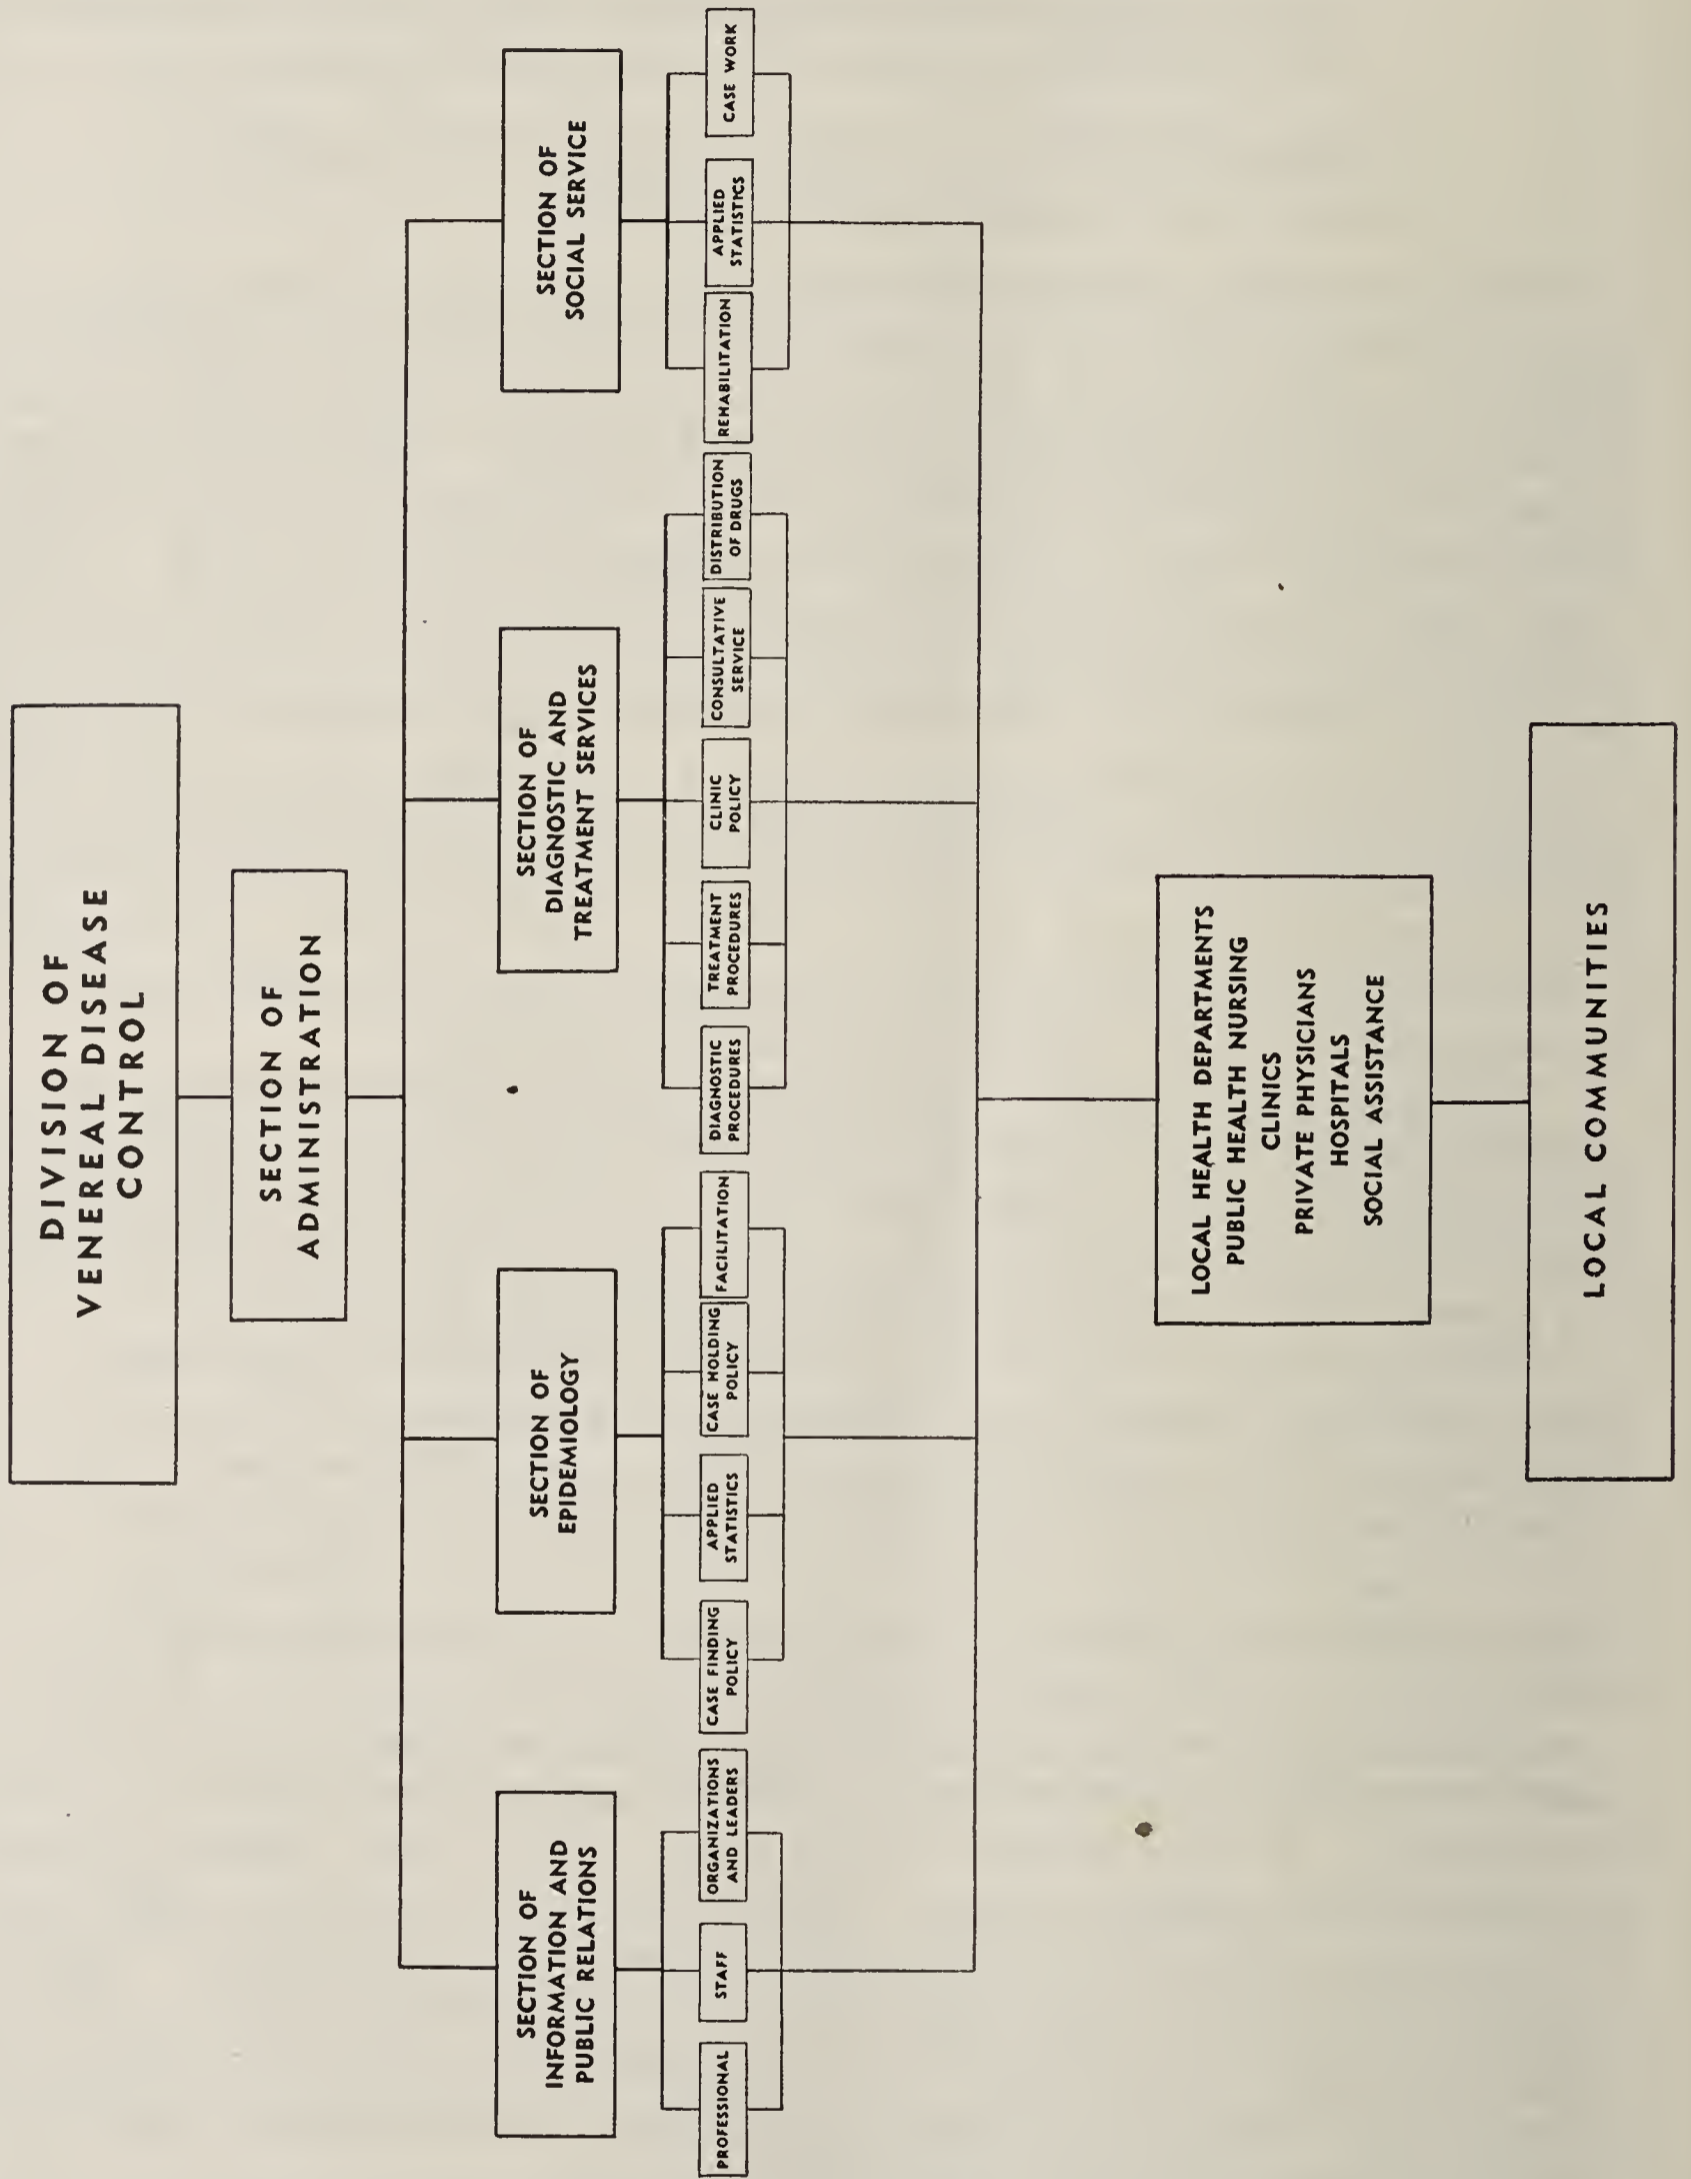 DIVISION OF
VENEREAL DISEASE
CONTROL
SECTION OF
ADMINISTRATION
SECTION OF
INFORMATION AND
PUBLIC RELATIONS
SECTION OF
EPIDEMIOLOGY
SECTION OF
DIAGNOSTIC AND
TREATMENT SERVICES
SECTION OF
SOCIAL SERVICE
PROFESSIONAL
STAFF
ORGANIZATIONS
AND LEADERS
CASE FINDING
POLICY
APPLIED
STATISTICS
CASE HOLDING
POLICY
FACILITATION
DIAGNOSTIC
PROCEDURES
TREATMENT
PROCEDURES
CLINIC
POLICY
CONSULTATIVE
SERVICE
DISTRIBUTION
OF DRUGS
REHABILITATION
APPLIED
STATISTICS
CASE WORK
LOCAL HEALTH DEPARTMENTS
PUBLIC HEALTH NURSING
CLINICS
PRIVATE PHYSICIANS
HOSPITALS
SOCIAL ASSISTANCE
LOCAL COMMUNITIES